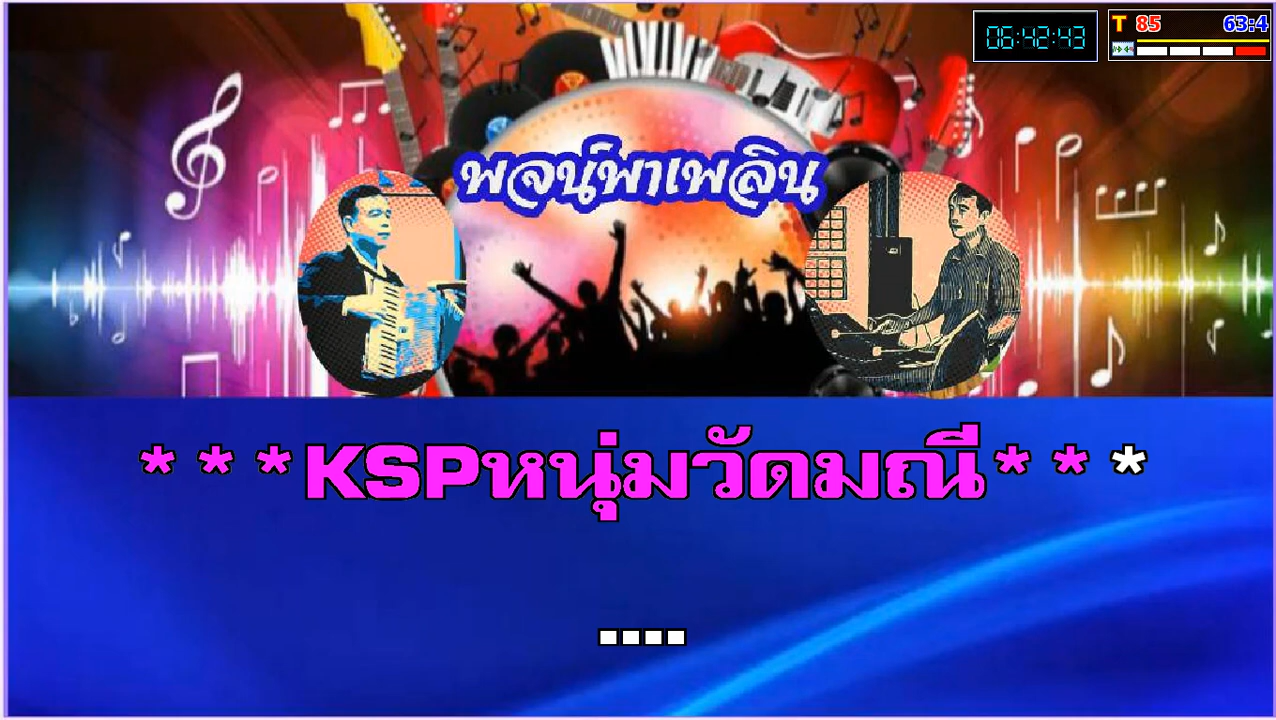 06:42:43
T 85 63:4
พจน์พาเพลิน
* * * KSPหนุ่มวัดมณี * * *
....